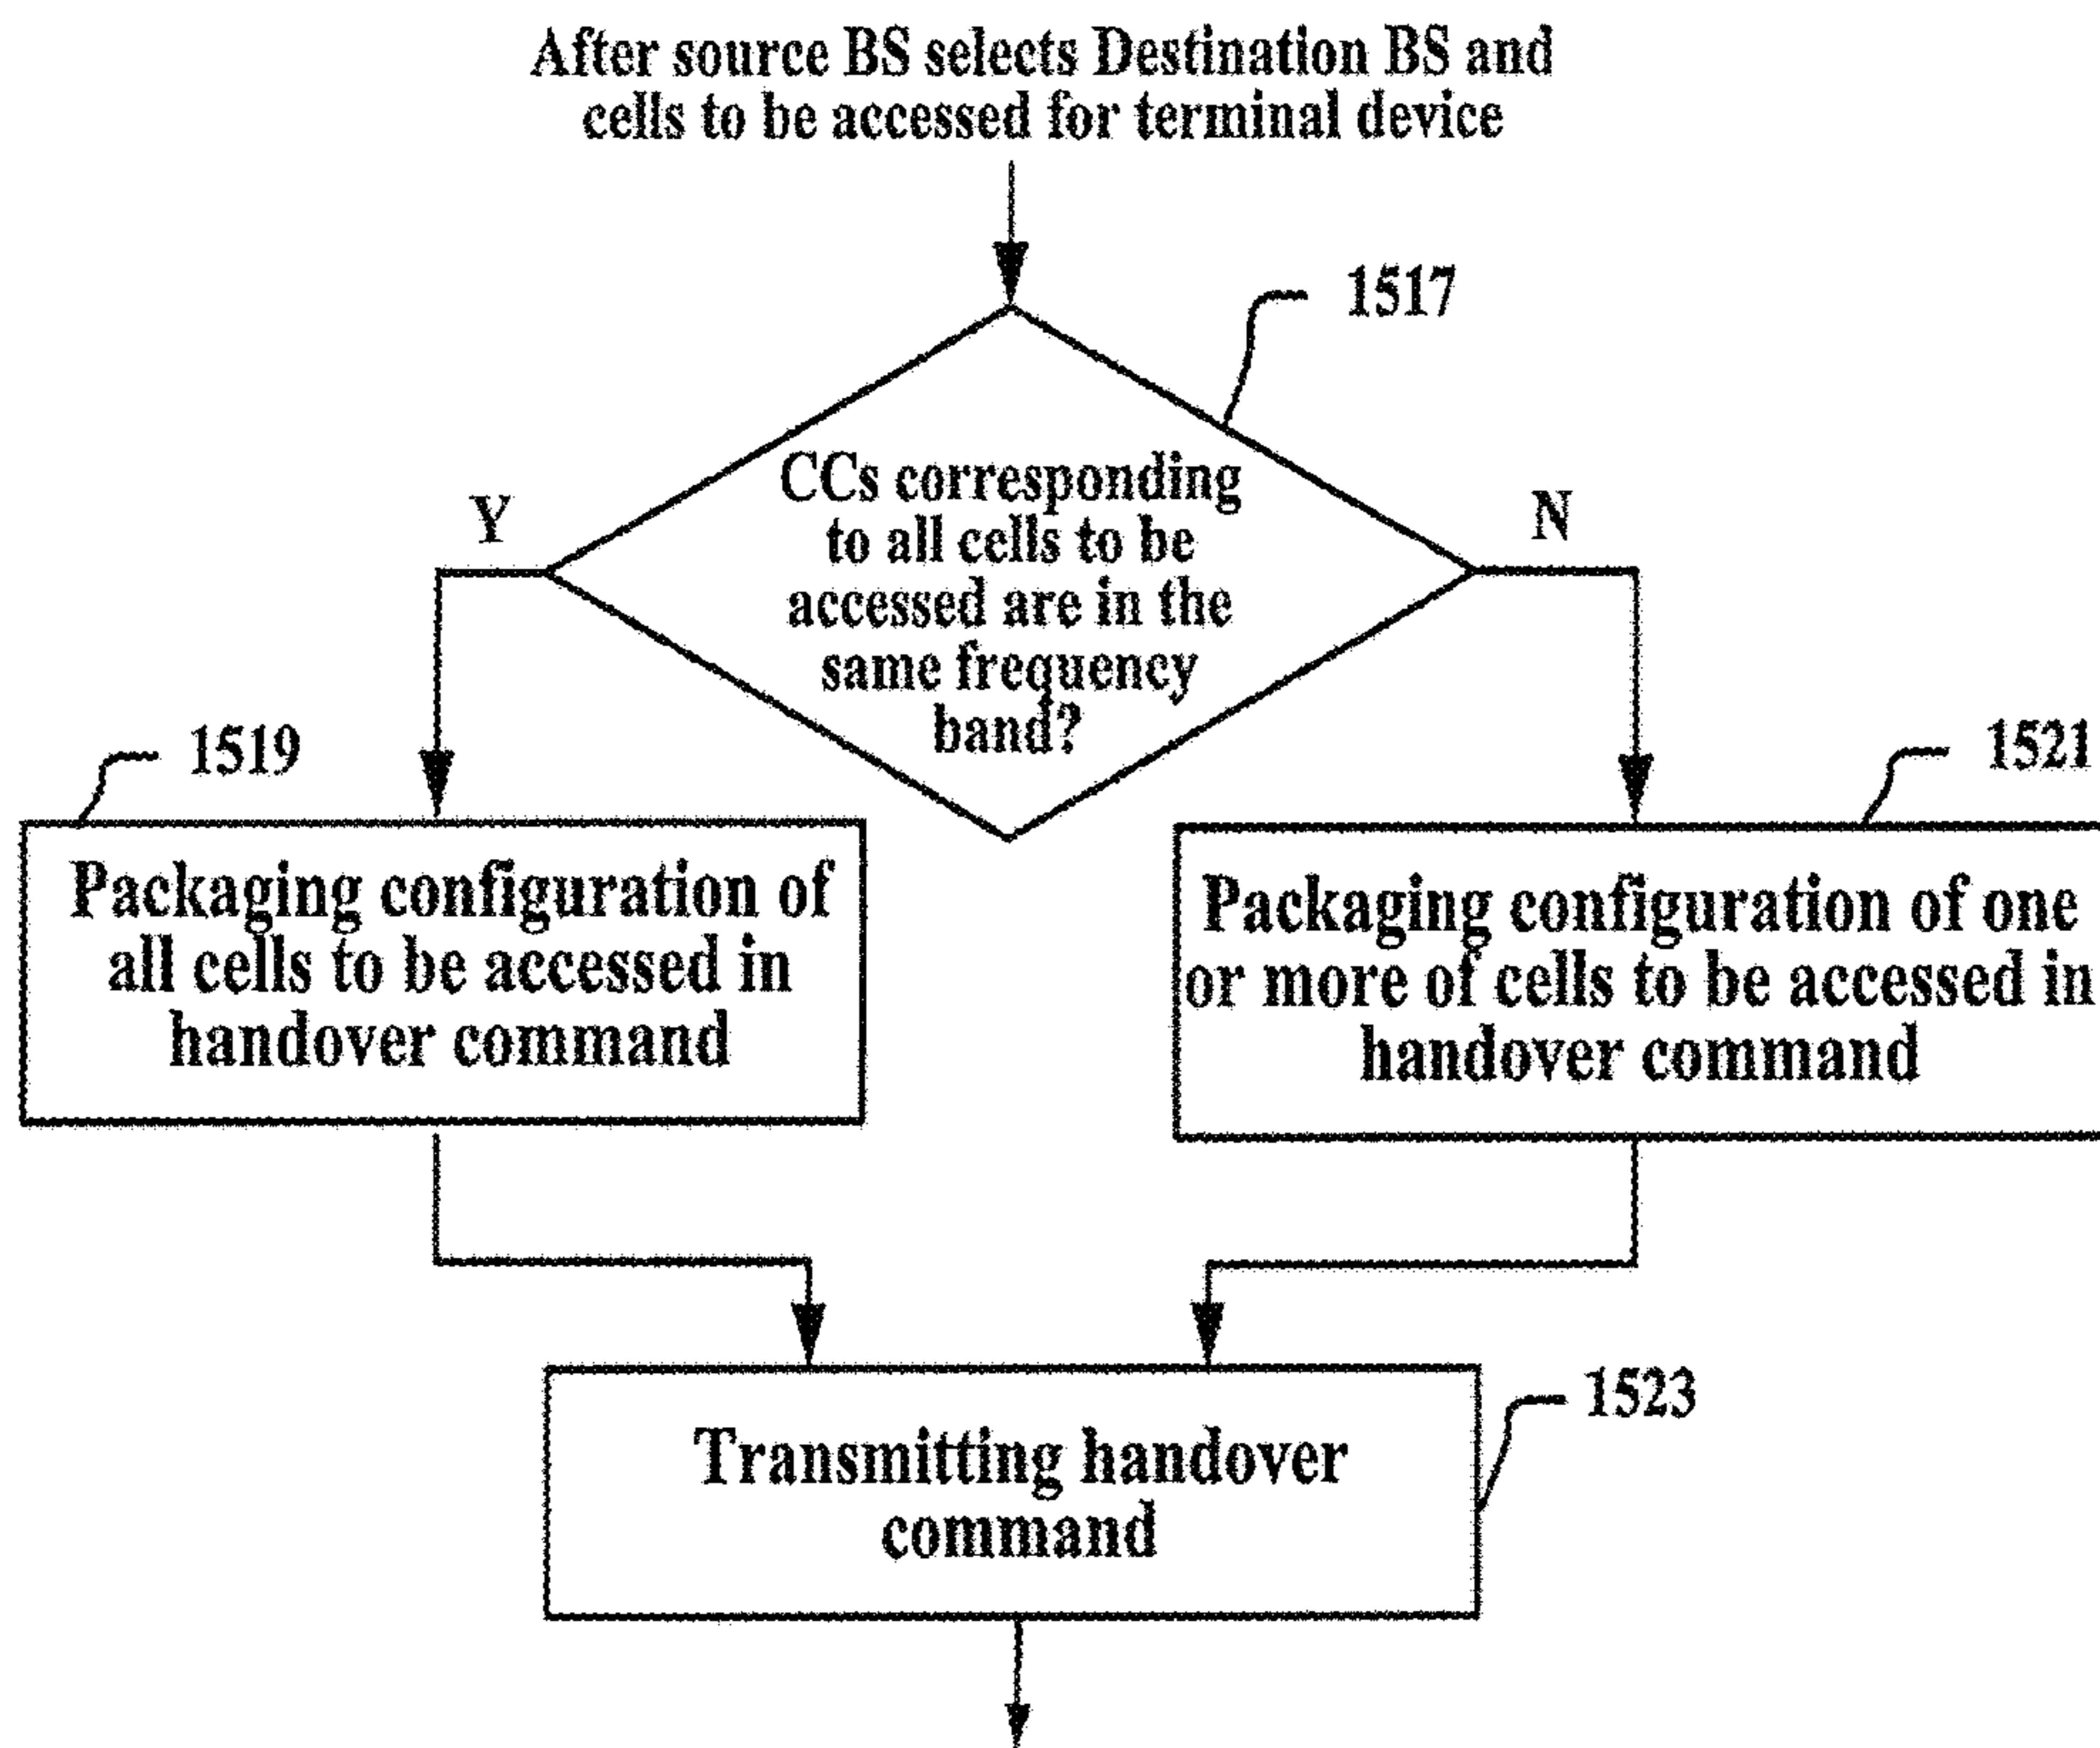 After source BS selects Destination BS and
cells to be accessed for terminal device
1517
CCs corresponding
to all cells to be
accessed are in the
same frequency
band?
Y
N
1519
1521
Packaging configuration of
all cells to be accessed in
handover command
Packaging configuration of one
or more of cells to be accessed in
handover command
1523
Transmitting handover
command